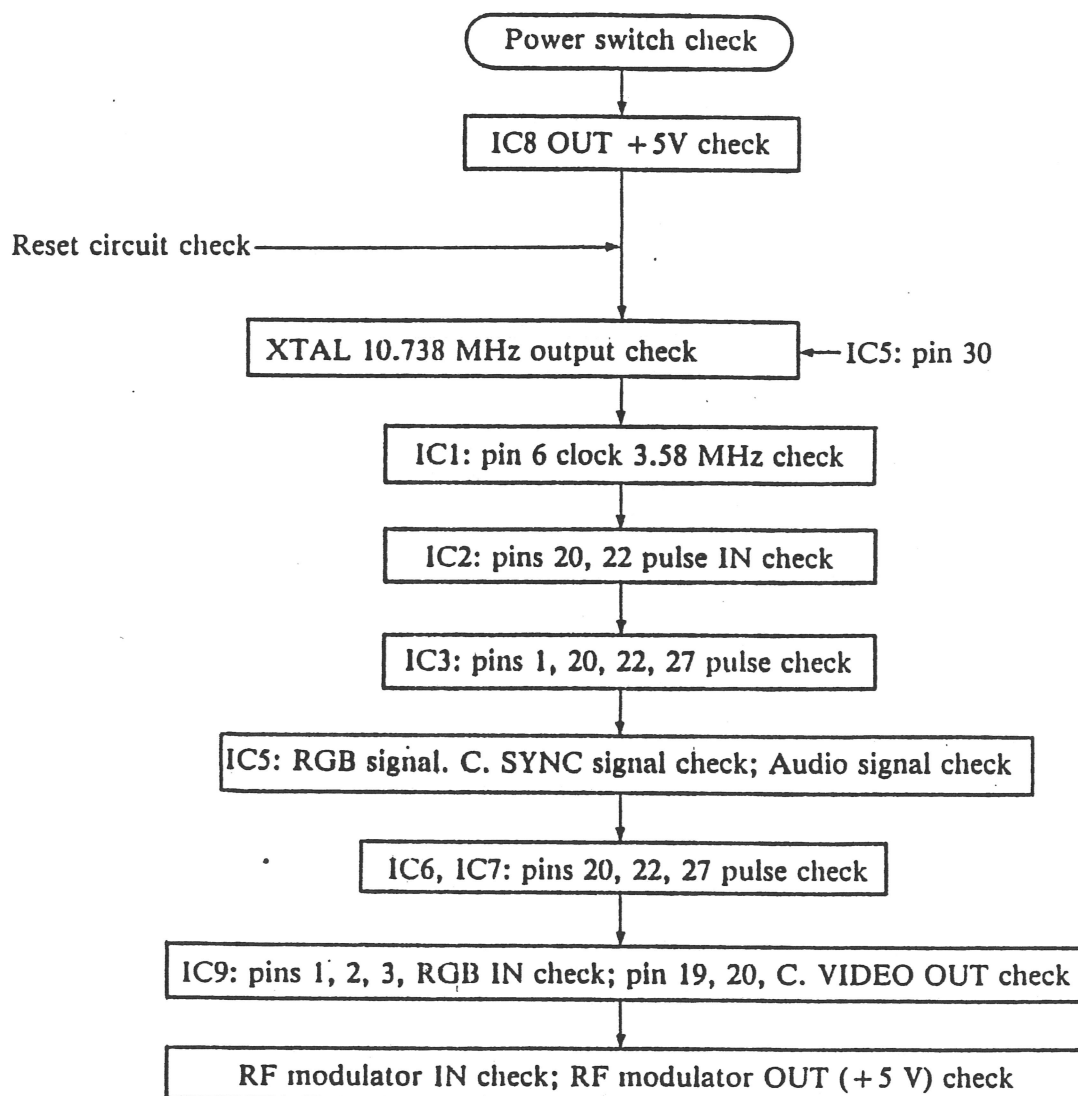 Power switch check
IC8 OUT +5V check
Reset circuit check
XTAL 10.738 MHz output check
IC5: pin 30
IC1: pin 6 clock 3.58 MHz check
IC2: pins 20, 22 pulse IN check
IC3: pins 1, 20, 22, 27 pulse check
IC5: RGB signal. C. SYNC signal check; Audio signal check
IC6, IC7: pins 20, 22, 27 pulse check
IC9: pins 1, 2, 3, RGB IN check; pin 19, 20, C. VIDEO OUT check
RF modulator IN check; RF modulator OUT (+5 V) check